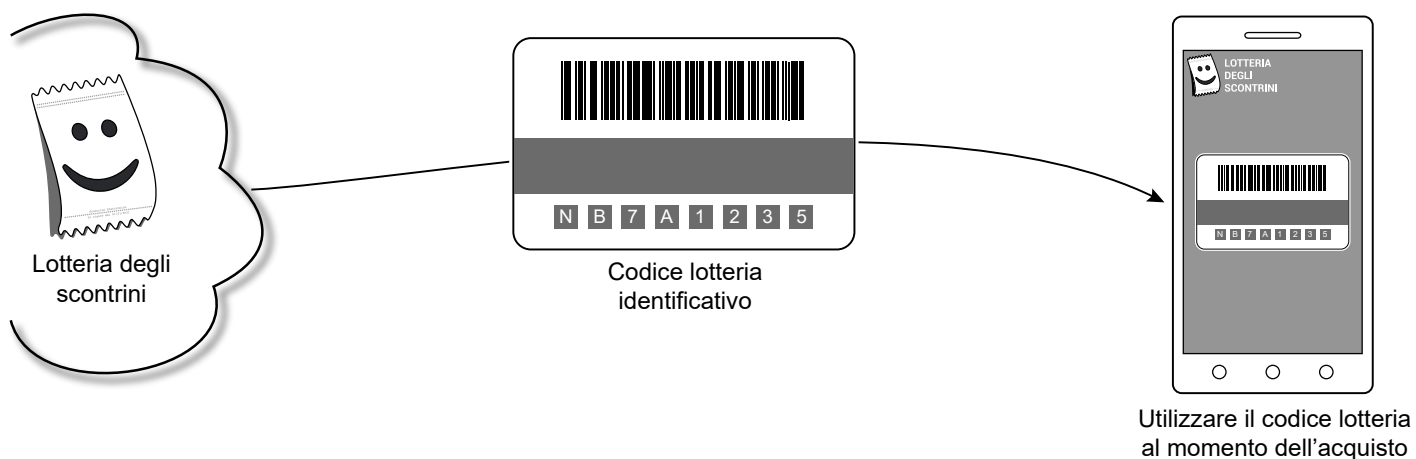 Lotteria degli
scontrini
N B 7 A 1 2 3 5
Codice lotteria
identificativo
LOTTERIA
DEGLI
SCONTRINI
N B 7 A 1 2 3 5
Utilizzare il codice lotteria
al momento dell'acquisto